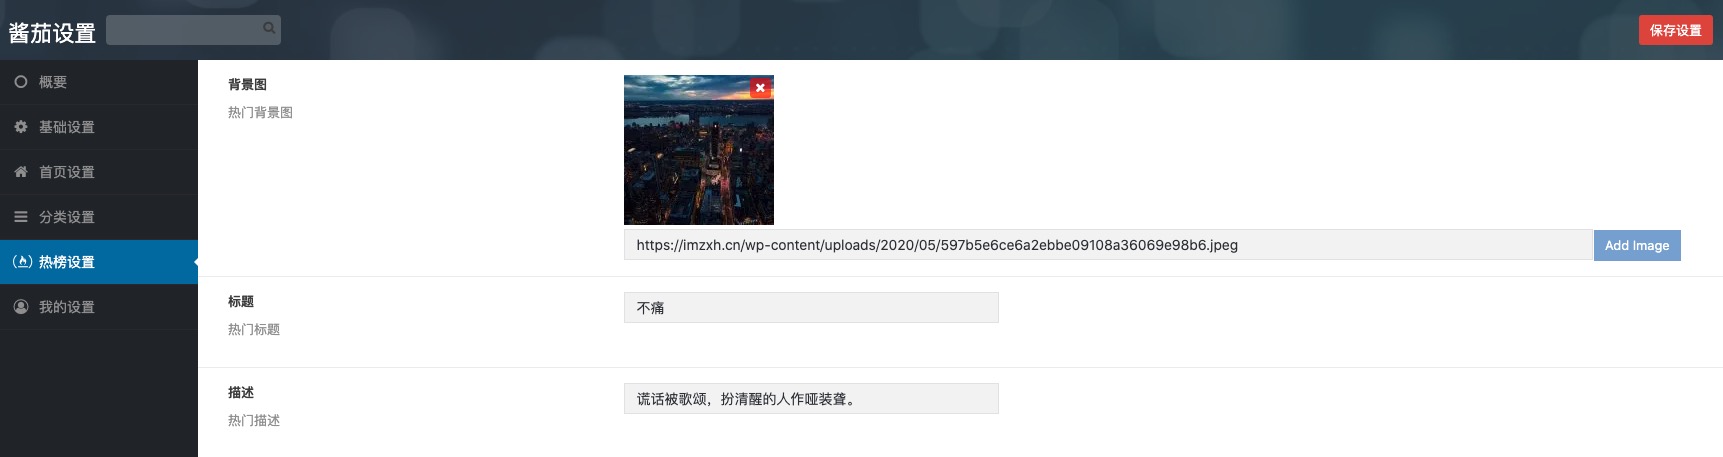 酱茄设置
保存设置
概要
基础设置
首页设置
分类设置
热榜设置
我的设置
背景图
热门背景图
https://imzxh.cn/wp-content/uploads/2020/05/597b5e6ce6a2ebbe09108a36069e98b6.jpeg
Add Image
标题
热门标题
不痛
描述
热门描述
谎话被歌颂，扮清醒的人作哑装聋。